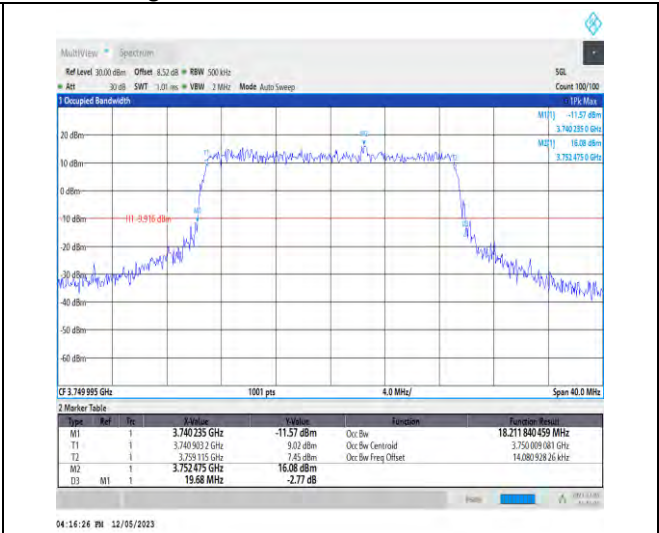 MultiView Spectrum
Ref Level 30.00 dBm Offset 8.52 dB RBW 500 kHz SGL
Att 30 dB SWT 1.01 ms VBW 2 MHz Mode Auto Sweep Count 100/100
1 Occupied Bandwidth 1Pk Max
M1[1] -11.57 dBm
3.740 235 0 GHz
20 dBm M2[1] 16.08 dBm
3.752 475 0 GHz
10 dBm
0 dBm
-10 dBm H1 -9.916 dBm
-20 dBm
-30 dBm
-40 dBm
-50 dBm
-60 dBm
CF 3.749 995 GHz 1001 pts 4.0 MHz/ Span 40.0 MHz
2 Marker Table
Type Ref Trc X-Value Y-Value Function Function Result
M1 1 3.740 235 GHz -11.57 dBm Occ Bw 18.211 840 459 MHz
T1 1 3.740 903 2 GHz 9.02 dBm Occ Bw Centroid 3.750 009 081 GHz
T2 1 3.759 115 GHz 7.45 dBm Occ Bw Freq Offset 14.080 928 26 kHz
M2 1 3.752 475 GHz 16.08 dBm
D3 M1 1 19.68 MHz -2.77 dB
04:16:26 PM 12/05/2023